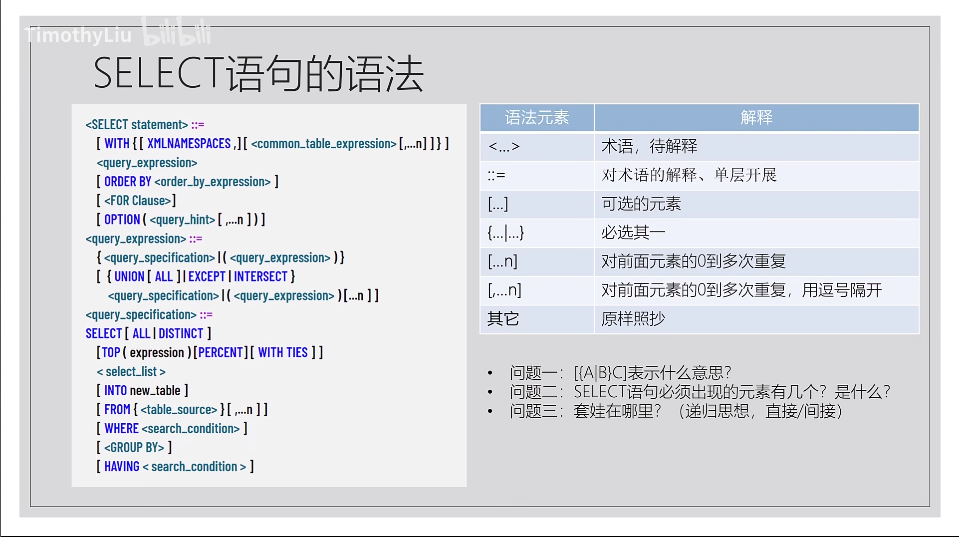 TimothyLiu bilibili
SELECT语句的语法
<SELECT statement> ::=
[ WITH { [ XMLNAMESPACES ,] [ <common_table_expression> [,...n] ] } ]
<query_expression>
[ ORDER BY <order_by_expression> ]
[ <FOR Clause>]
[ OPTION ( <query_hint> [ ,...n ] ) ]
<query_expression> ::=
{ <query_specification> | ( <query_expression> ) }
[ { UNION [ ALL ] | EXCEPT | INTERSECT }
<query_specification> | ( <query_expression> ) [...n ] ]
<query_specification> ::=
SELECT [ ALL | DISTINCT ]
[TOP ( expression ) [PERCENT] [ WITH TIES ] ]
< select_list >
[ INTO new_table ]
[ FROM { <table_source> } [ ,...n ] ]
[ WHERE <search_condition> ]
[ <GROUP BY> ]
[ HAVING < search_condition > ]
语法元素 解释
<...> 术语，待解释
::= 对术语的解释、单层开展
[...] 可选的元素
{...|...} 必选其一
[...n] 对前面元素的0到多次重复
[,...n] 对前面元素的0到多次重复，用逗号隔开
其它 原样照抄
• 问题一：[{A|B}C]表示什么意思？
• 问题二：SELECT语句必须出现的元素有几个？是什么？
• 问题三：套娃在哪里？（递归思想，直接/间接）